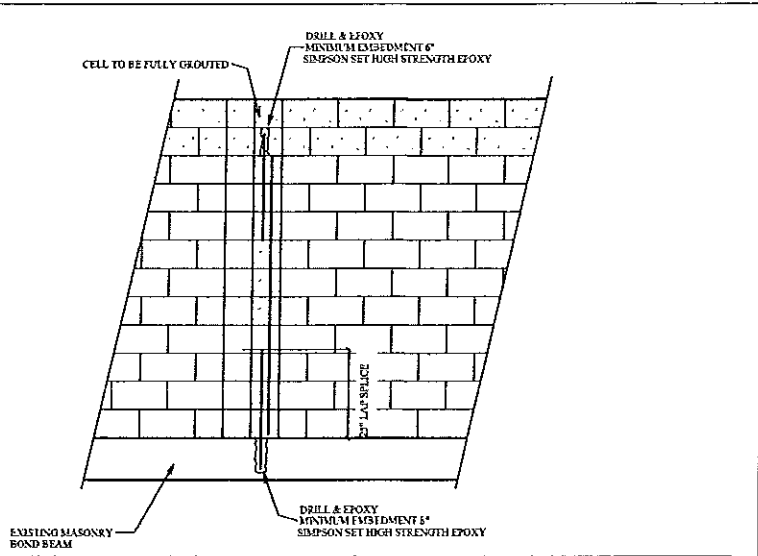 DRILL & EPOXY
MINIMUM EMBEDMENT 6"
SIMPSON SET HIGH STRENGTH EPOXY
CELL TO BE FULLY GROUTED
25" LAP SPLICE
DRILL & EPOXY
MINIMUM EMBEDMENT 6"
SIMPSON SET HIGH STRENGTH EPOXY
EXISTING MASONRY
BOND BEAM